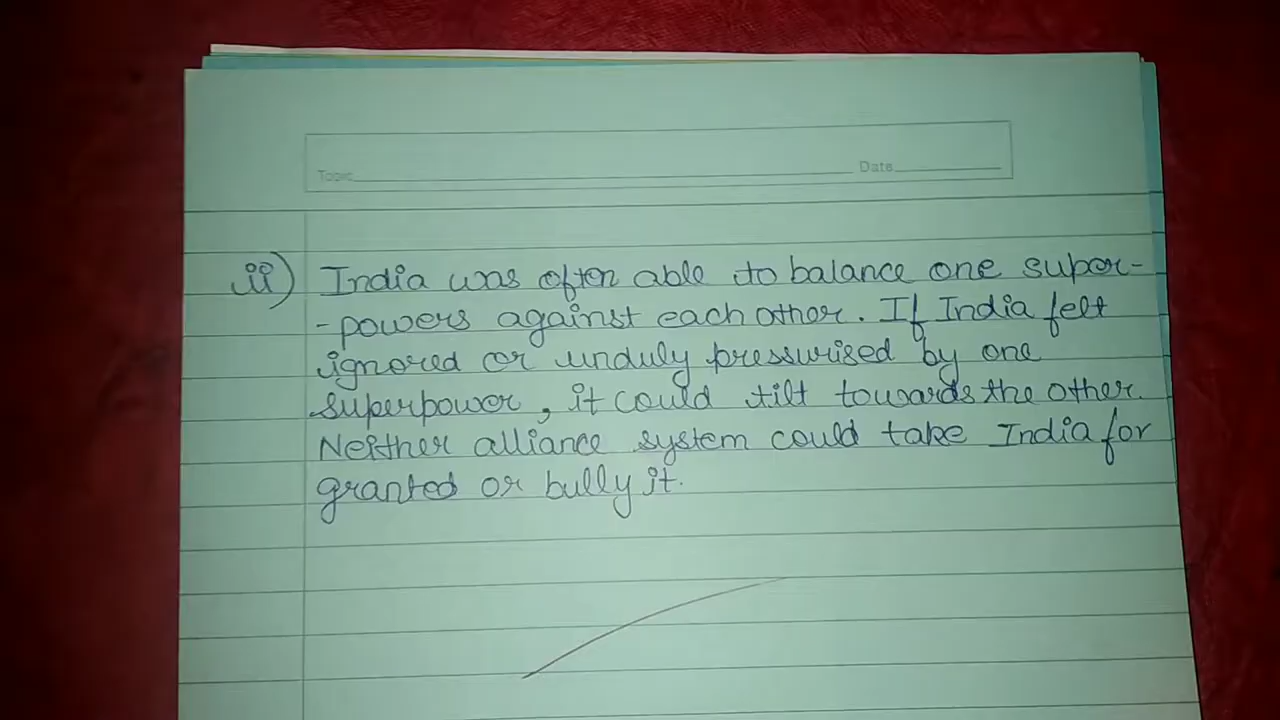 Topic Date
ii) India was often able to balance one super-
-powers against each other. If India felt
ignored or unduly pressurised by one
superpower, it could tilt towards the other.
Neither alliance system could take India for
granted or bully it.